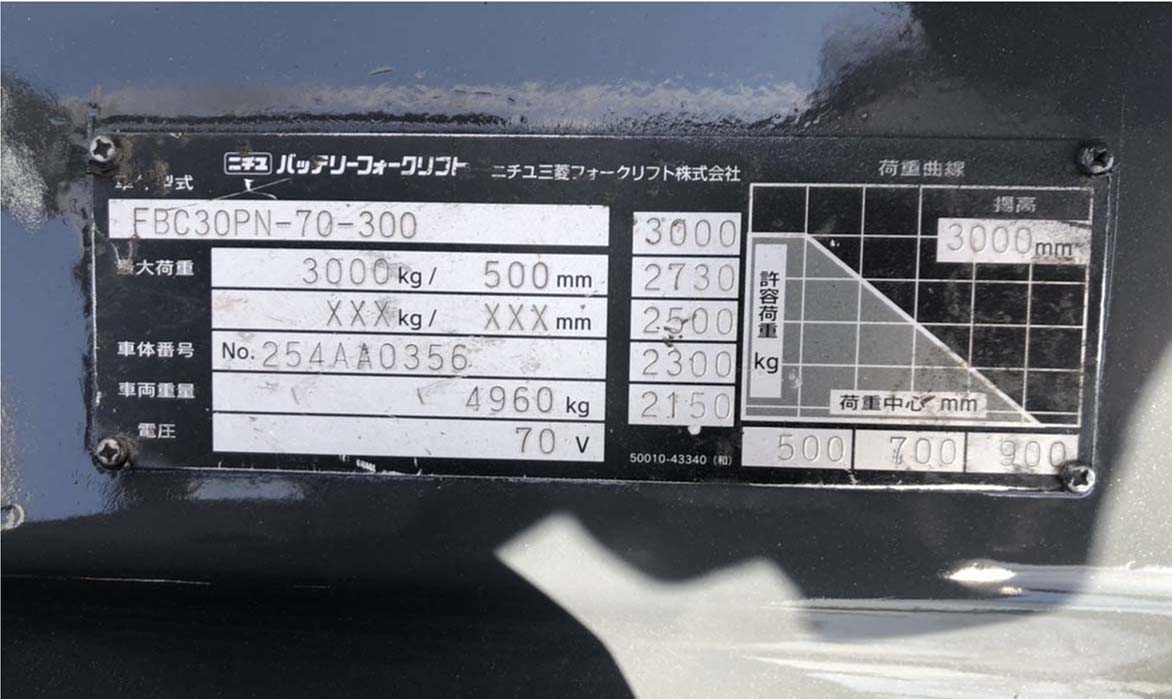 ニチユ バッテリーフォークリフト ニチユ三菱フォークリフト株式会社
型式 FBC30PN-70-300
最大荷重 3000kg/ 500mm
XXXkg/ XXXmm
車体番号 No.254AA0356
車両重量 4960kg
電圧 70 V
3000
2730
2500
2300
2150
50010-43340 (和)
荷重曲線
揚高
3000mm
許容荷重
kg
荷重中心 mm
500 700 900